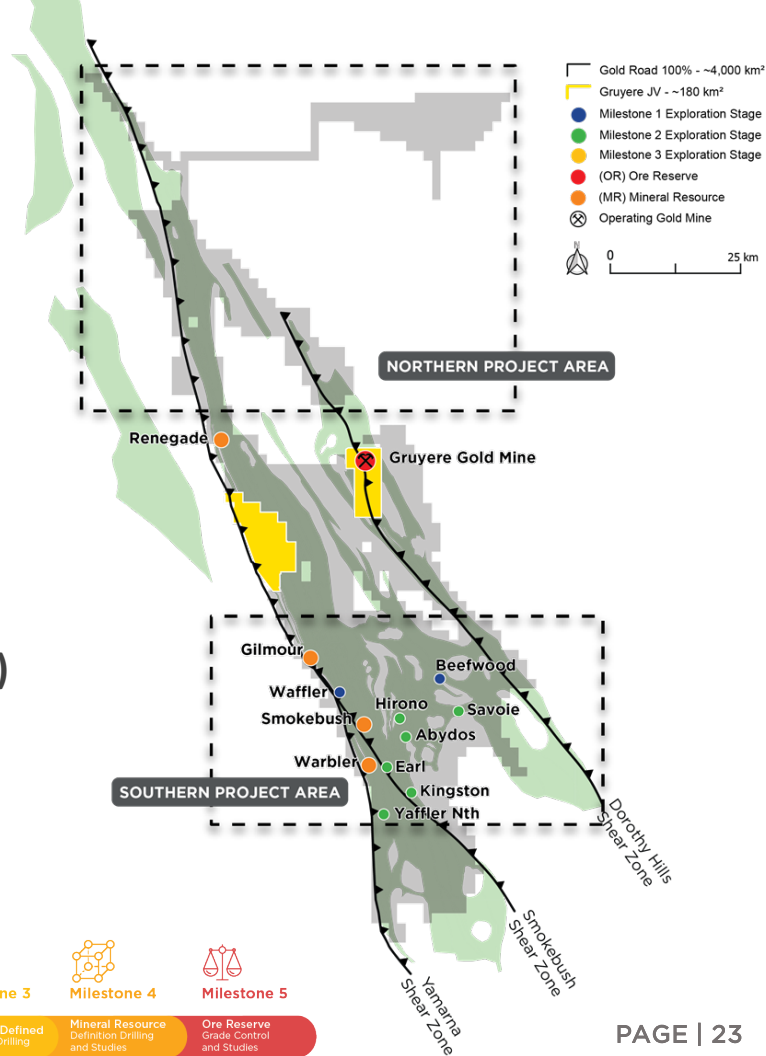 Gold Road 100% - ~4,000 km²
Gruyere JV - ~180 km²
Milestone 1 Exploration Stage
Milestone 2 Exploration Stage
Milestone 3 Exploration Stage
(OR) Ore Reserve
(MR) Mineral Resource
Operating Gold Mine
N
0
25 km
NORTHERN PROJECT AREA
Renegade
Gruyere Gold Mine
Gilmour
Beefwood
)
Waffler
Hirono
Savoie
Smokebush
Abydos
Warbler
Earl
SOUTHERN PROJECT AREA
Kingston
Yaffler Nth
Dorothy Hills
Shear Zone
Smokebush
Shear Zone
Yamarna
Shear Zone
ne 3
Defined
rilling
Milestone 4
Mineral Resource
Definition Drilling
and Studies
Milestone 5
Ore Reserve
Grade Control
and Studies
PAGE | 23